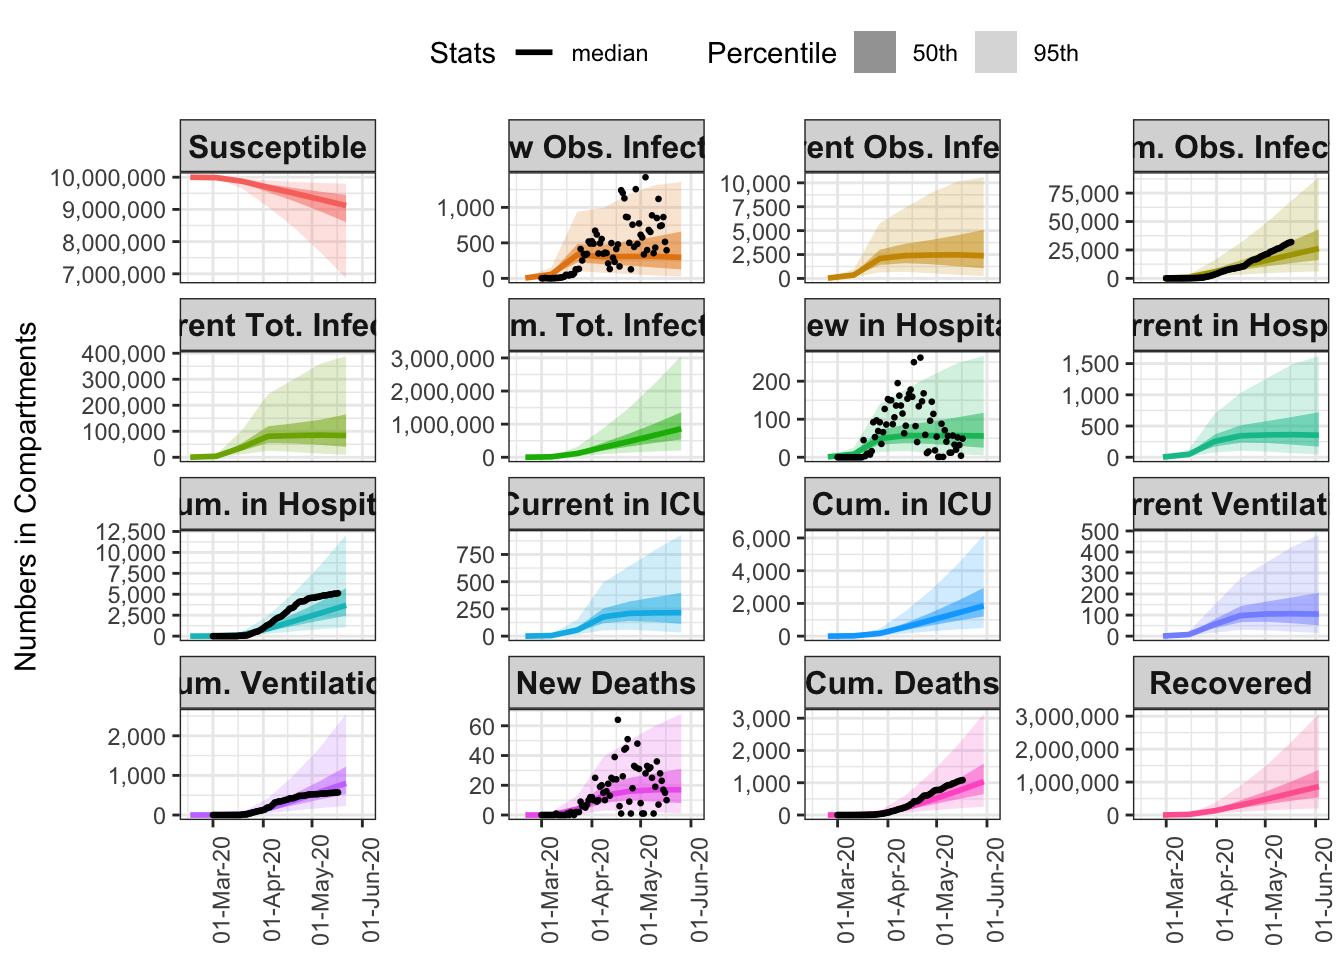 Stats median Percentile 50th 95th
Numbers in Compartments
Susceptible
10,000,000
9,000,000
8,000,000
7,000,000
w Obs. Infect
1,000
500
0
rent Obs. Infe
10,000
7,500
5,000
2,500
0
m. Obs. Infec
75,000
50,000
25,000
0
rent Tot. Infec
400,000
300,000
200,000
100,000
0
m. Tot. Infect
3,000,000
2,000,000
1,000,000
0
ew in Hospita
200
100
0
rrent in Hosp
1,500
1,000
500
0
um. in Hospit
12,500
10,000
7,500
5,000
2,500
0
Current in ICU
750
500
250
0
Cum. in ICU
6,000
4,000
2,000
0
rrent Ventilat
500
400
300
200
100
0
um. Ventilatio
2,000
1,000
0
New Deaths
60
40
20
0
Cum. Deaths
3,000
2,000
1,000
0
Recovered
3,000,000
2,000,000
1,000,000
0
01-Mar-20
01-Apr-20
01-May-20
01-Jun-20
01-Mar-20
01-Apr-20
01-May-20
01-Jun-20
01-Mar-20
01-Apr-20
01-May-20
01-Jun-20
01-Mar-20
01-Apr-20
01-May-20
01-Jun-20